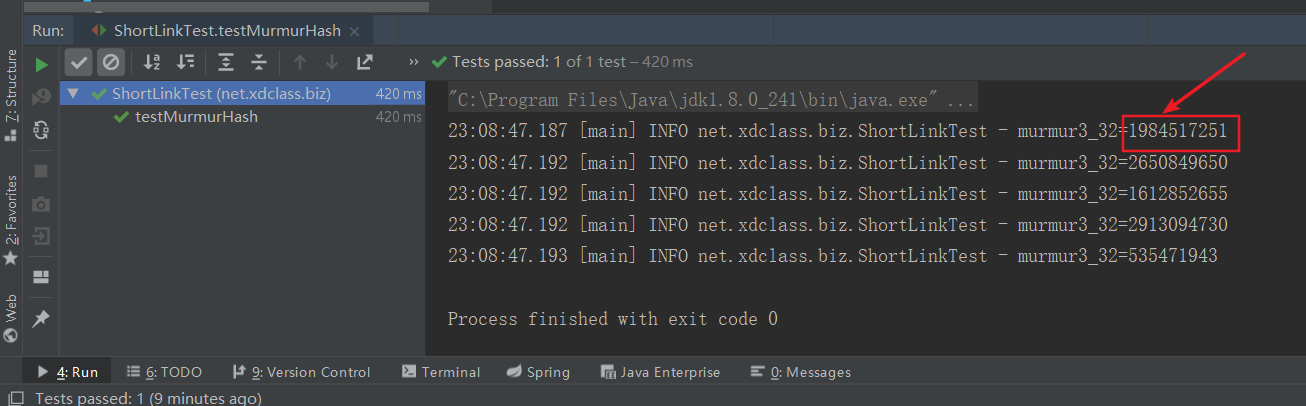 Run: ShortLinkTest.testMurmurHash ×
» Tests passed: 1 of 1 test – 420 ms
ShortLinkTest (net.xdclass.biz) 420 ms
testMurmurHash 420 ms
"C:\Program Files\Java\jdk1.8.0_241\bin\java.exe" ...
23:08:47.187 [main] INFO net.xdclass.biz.ShortLinkTest - murmur3_32=1984517251
23:08:47.192 [main] INFO net.xdclass.biz.ShortLinkTest - murmur3_32=2650849650
23:08:47.192 [main] INFO net.xdclass.biz.ShortLinkTest - murmur3_32=1612852655
23:08:47.192 [main] INFO net.xdclass.biz.ShortLinkTest - murmur3_32=2913094730
23:08:47.193 [main] INFO net.xdclass.biz.ShortLinkTest - murmur3_32=535471943
Process finished with exit code 0
7: Structure
2: Favorites
Web
4: Run 6: TODO 9: Version Control Terminal Spring Java Enterprise 0: Messages
Tests passed: 1 (9 minutes ago)